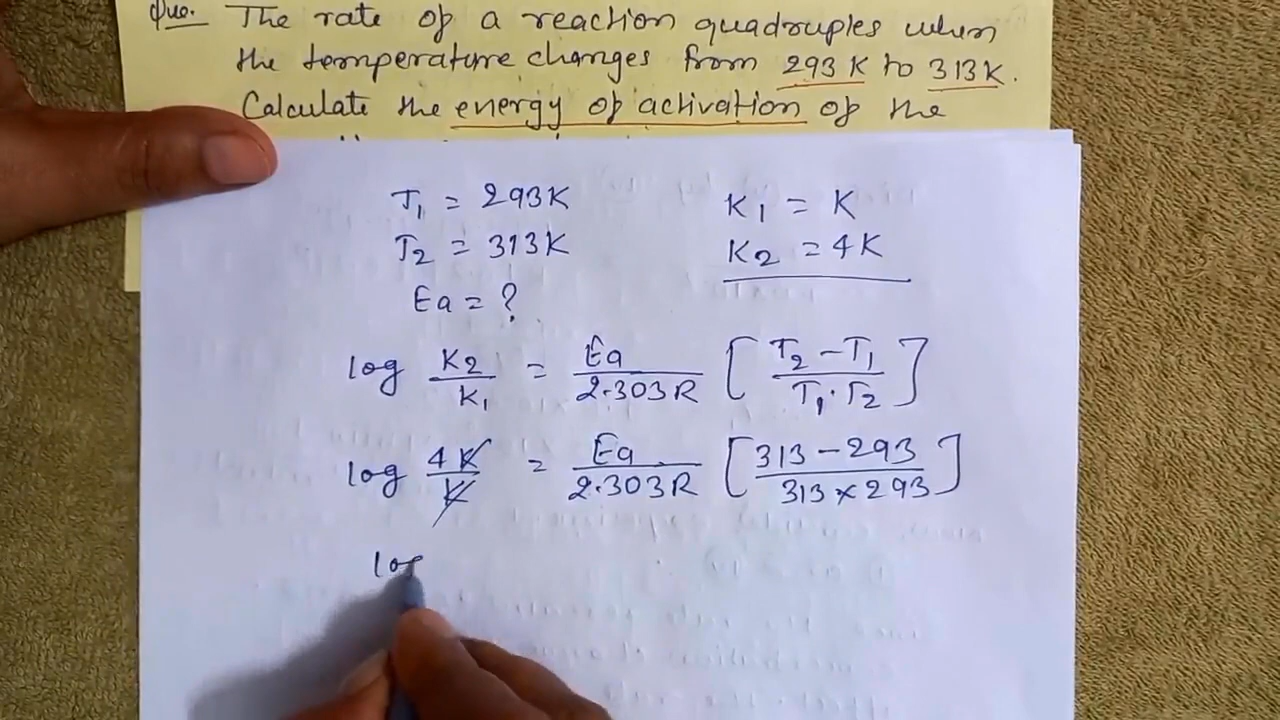 Que. The rate of a reaction quadruples when
the temperature changes from 293 K to 313K.
Calculate the energy of activation of the
T1 = 293K
T2 = 313K
Ea = ?
K1 = K
K2 = 4K
log K2/K1 = Ea/2.303R [T2 - T1/T1.T2]
log 4K/K = Ea/2.303R [313 - 293/313 x 293]
log